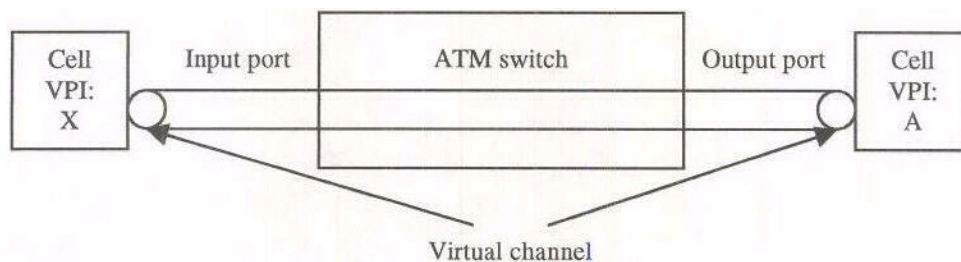 Cell
VPI:
X
Input port
ATM switch
Output port
Cell
VPI:
A
Virtual channel